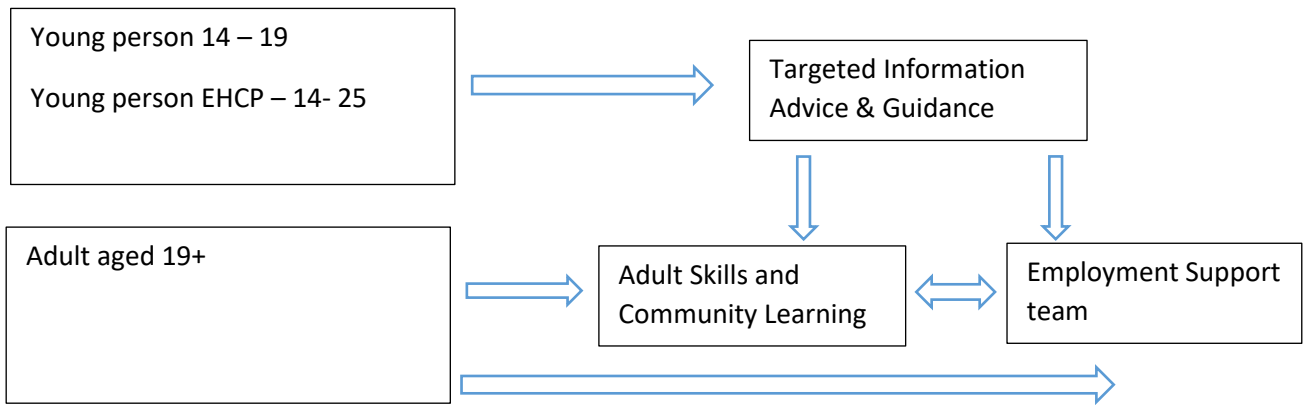 Young person 14 – 19
Young person EHCP – 14- 25
Targeted Information
Advice & Guidance
Adult aged 19+
Adult Skills and
Community Learning
Employment Support
team